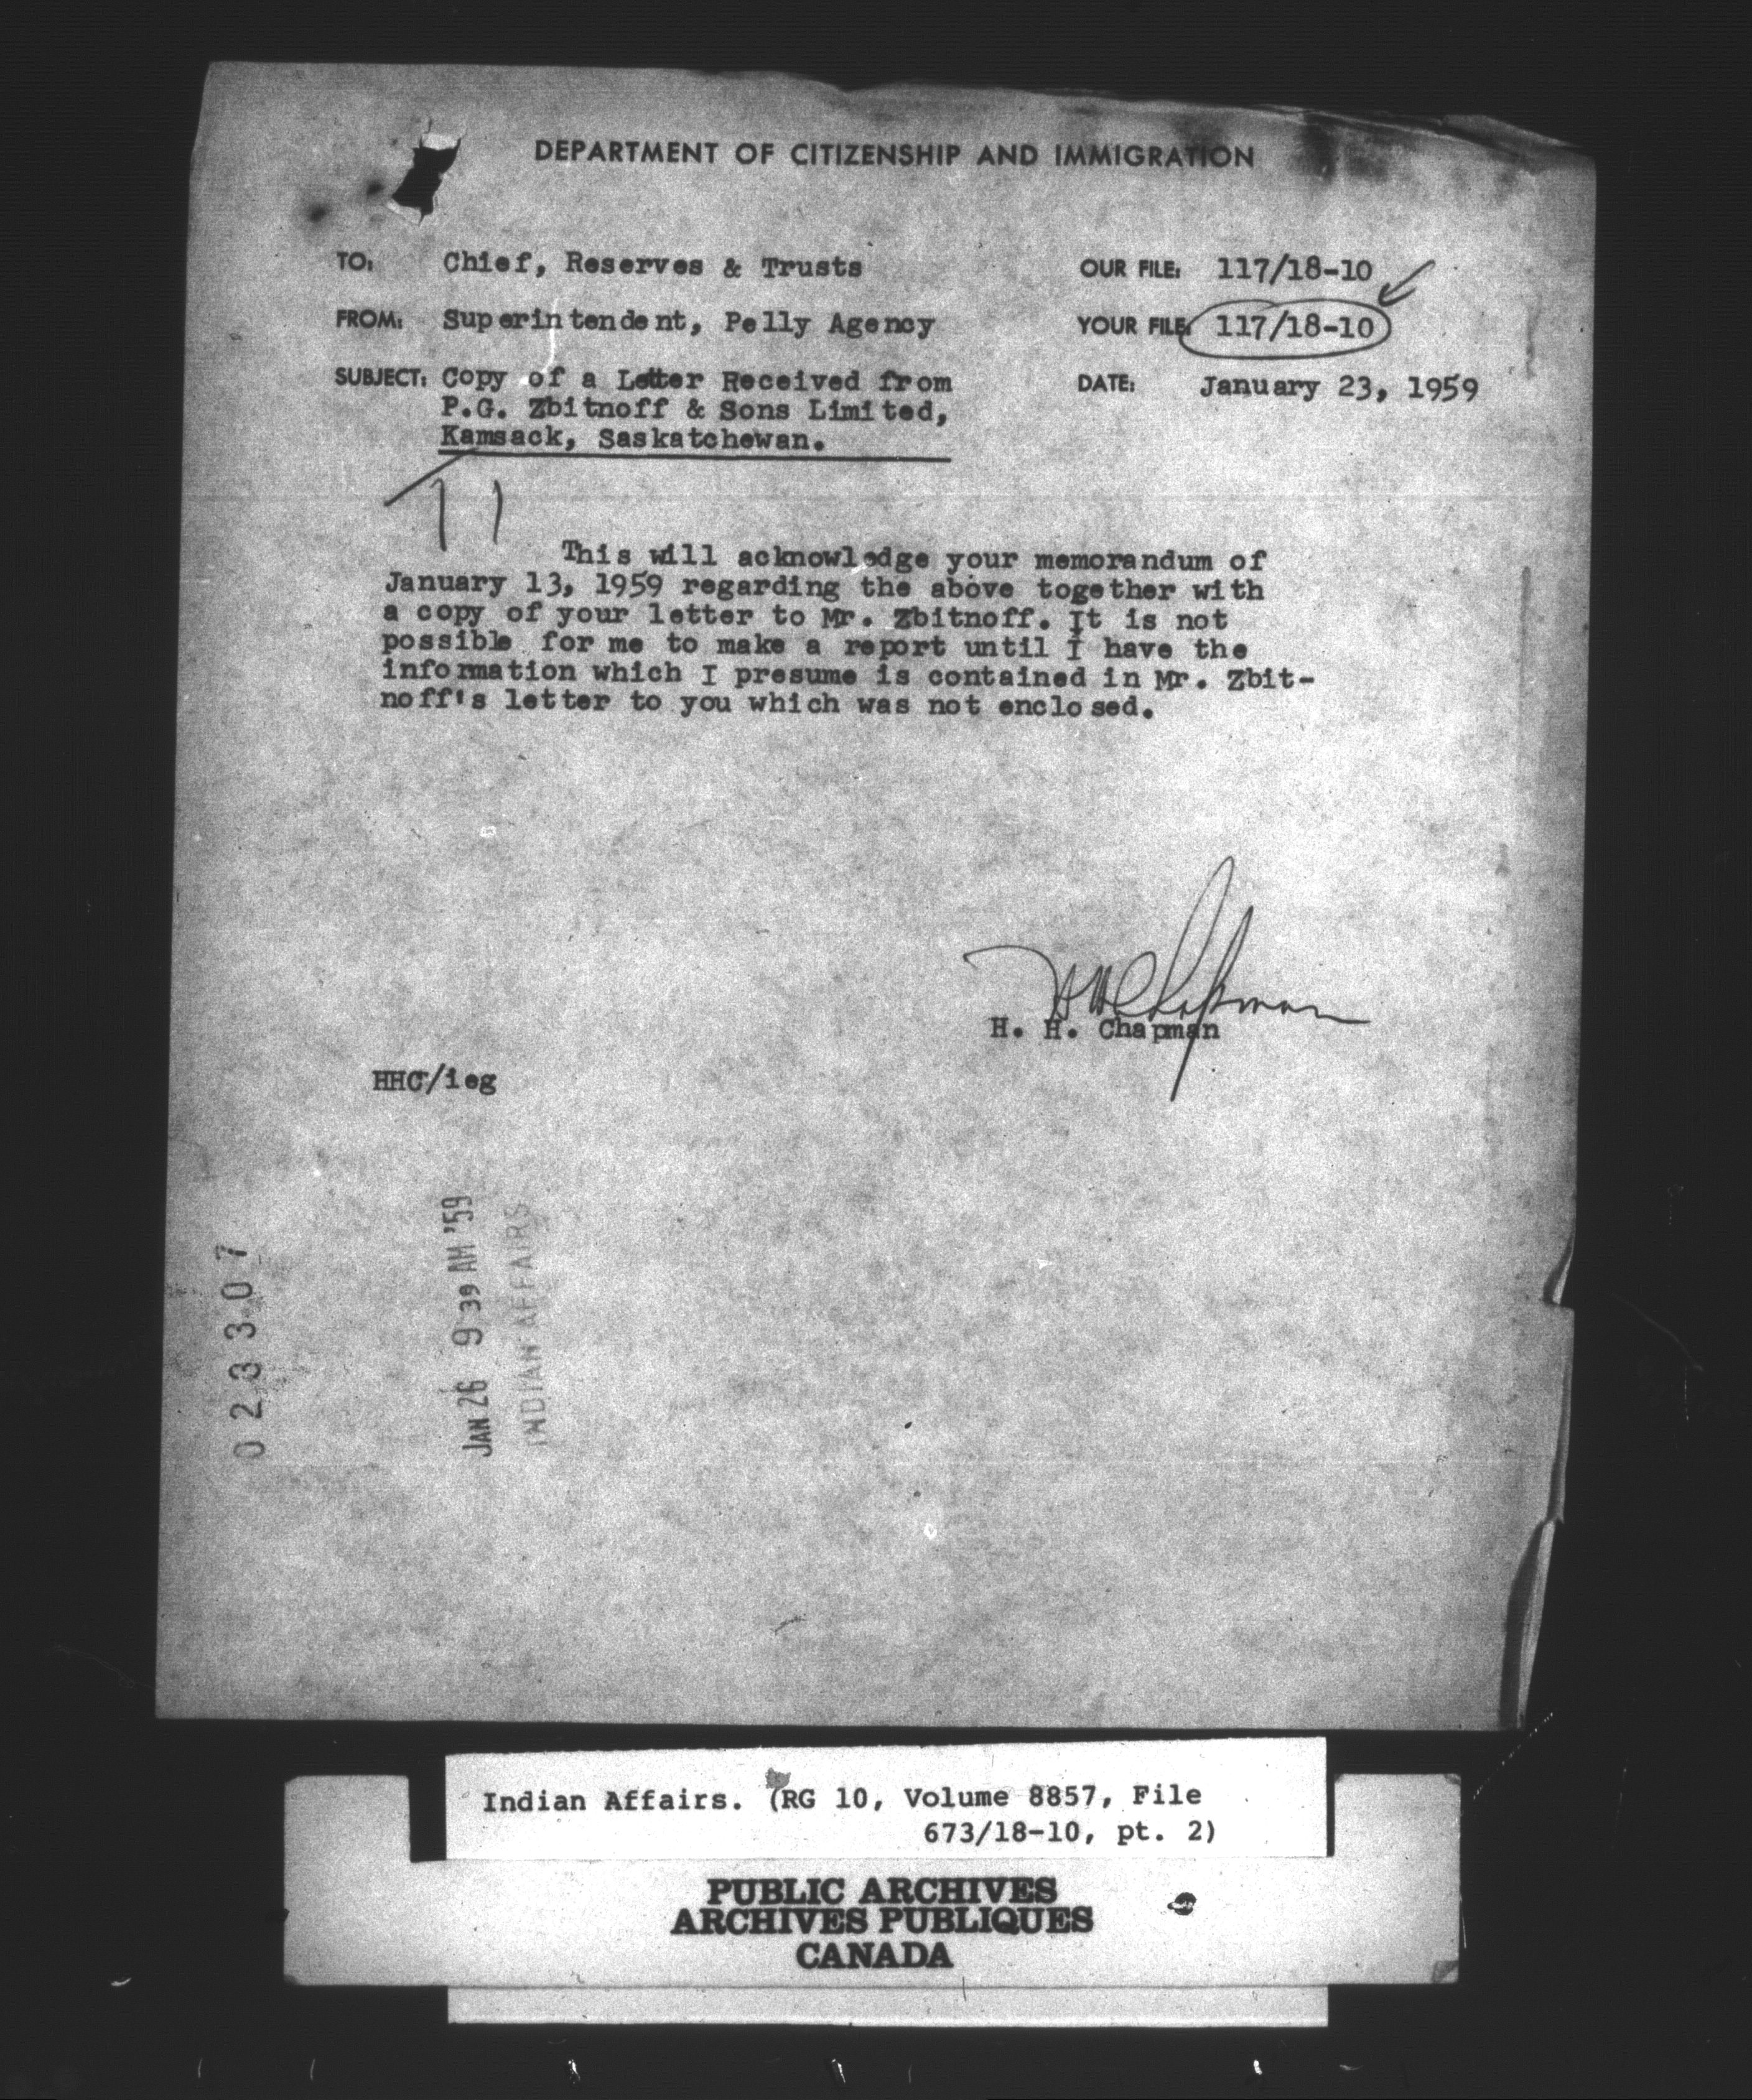 DEPARTMENT OF CITIZENSHIP AND IMMIGRATION
TO: Chief, Reserves & Trusts
OUR FILE: 117/18-10
FROM: Superintendent, Pelly Agency
YOUR FILE: 117/18-10
SUBJECT: Copy of a Letter Received from
P.G. Zbitnoff & Sons Limited,
Kamsack, Saskatchewan.
DATE: January 23, 1959
This will acknowledge your memorandum of
January 13, 1959 regarding the above together with
a copy of your letter to Mr. Zbitnoff. It is not
possible for me to make a report until I have the
information which I presume is contained in Mr. Zbit-
noff's letter to you which was not enclosed.
H H Chapman
H. H. Chapman
HHC/ieg
023307
JAN 26 9 39 AM '59
INDIAN AFFAIRS
Indian Affairs. (RG 10, Volume 8857, File
673/18-10, pt. 2)
PUBLIC ARCHIVES
ARCHIVES PUBLIQUES
CANADA